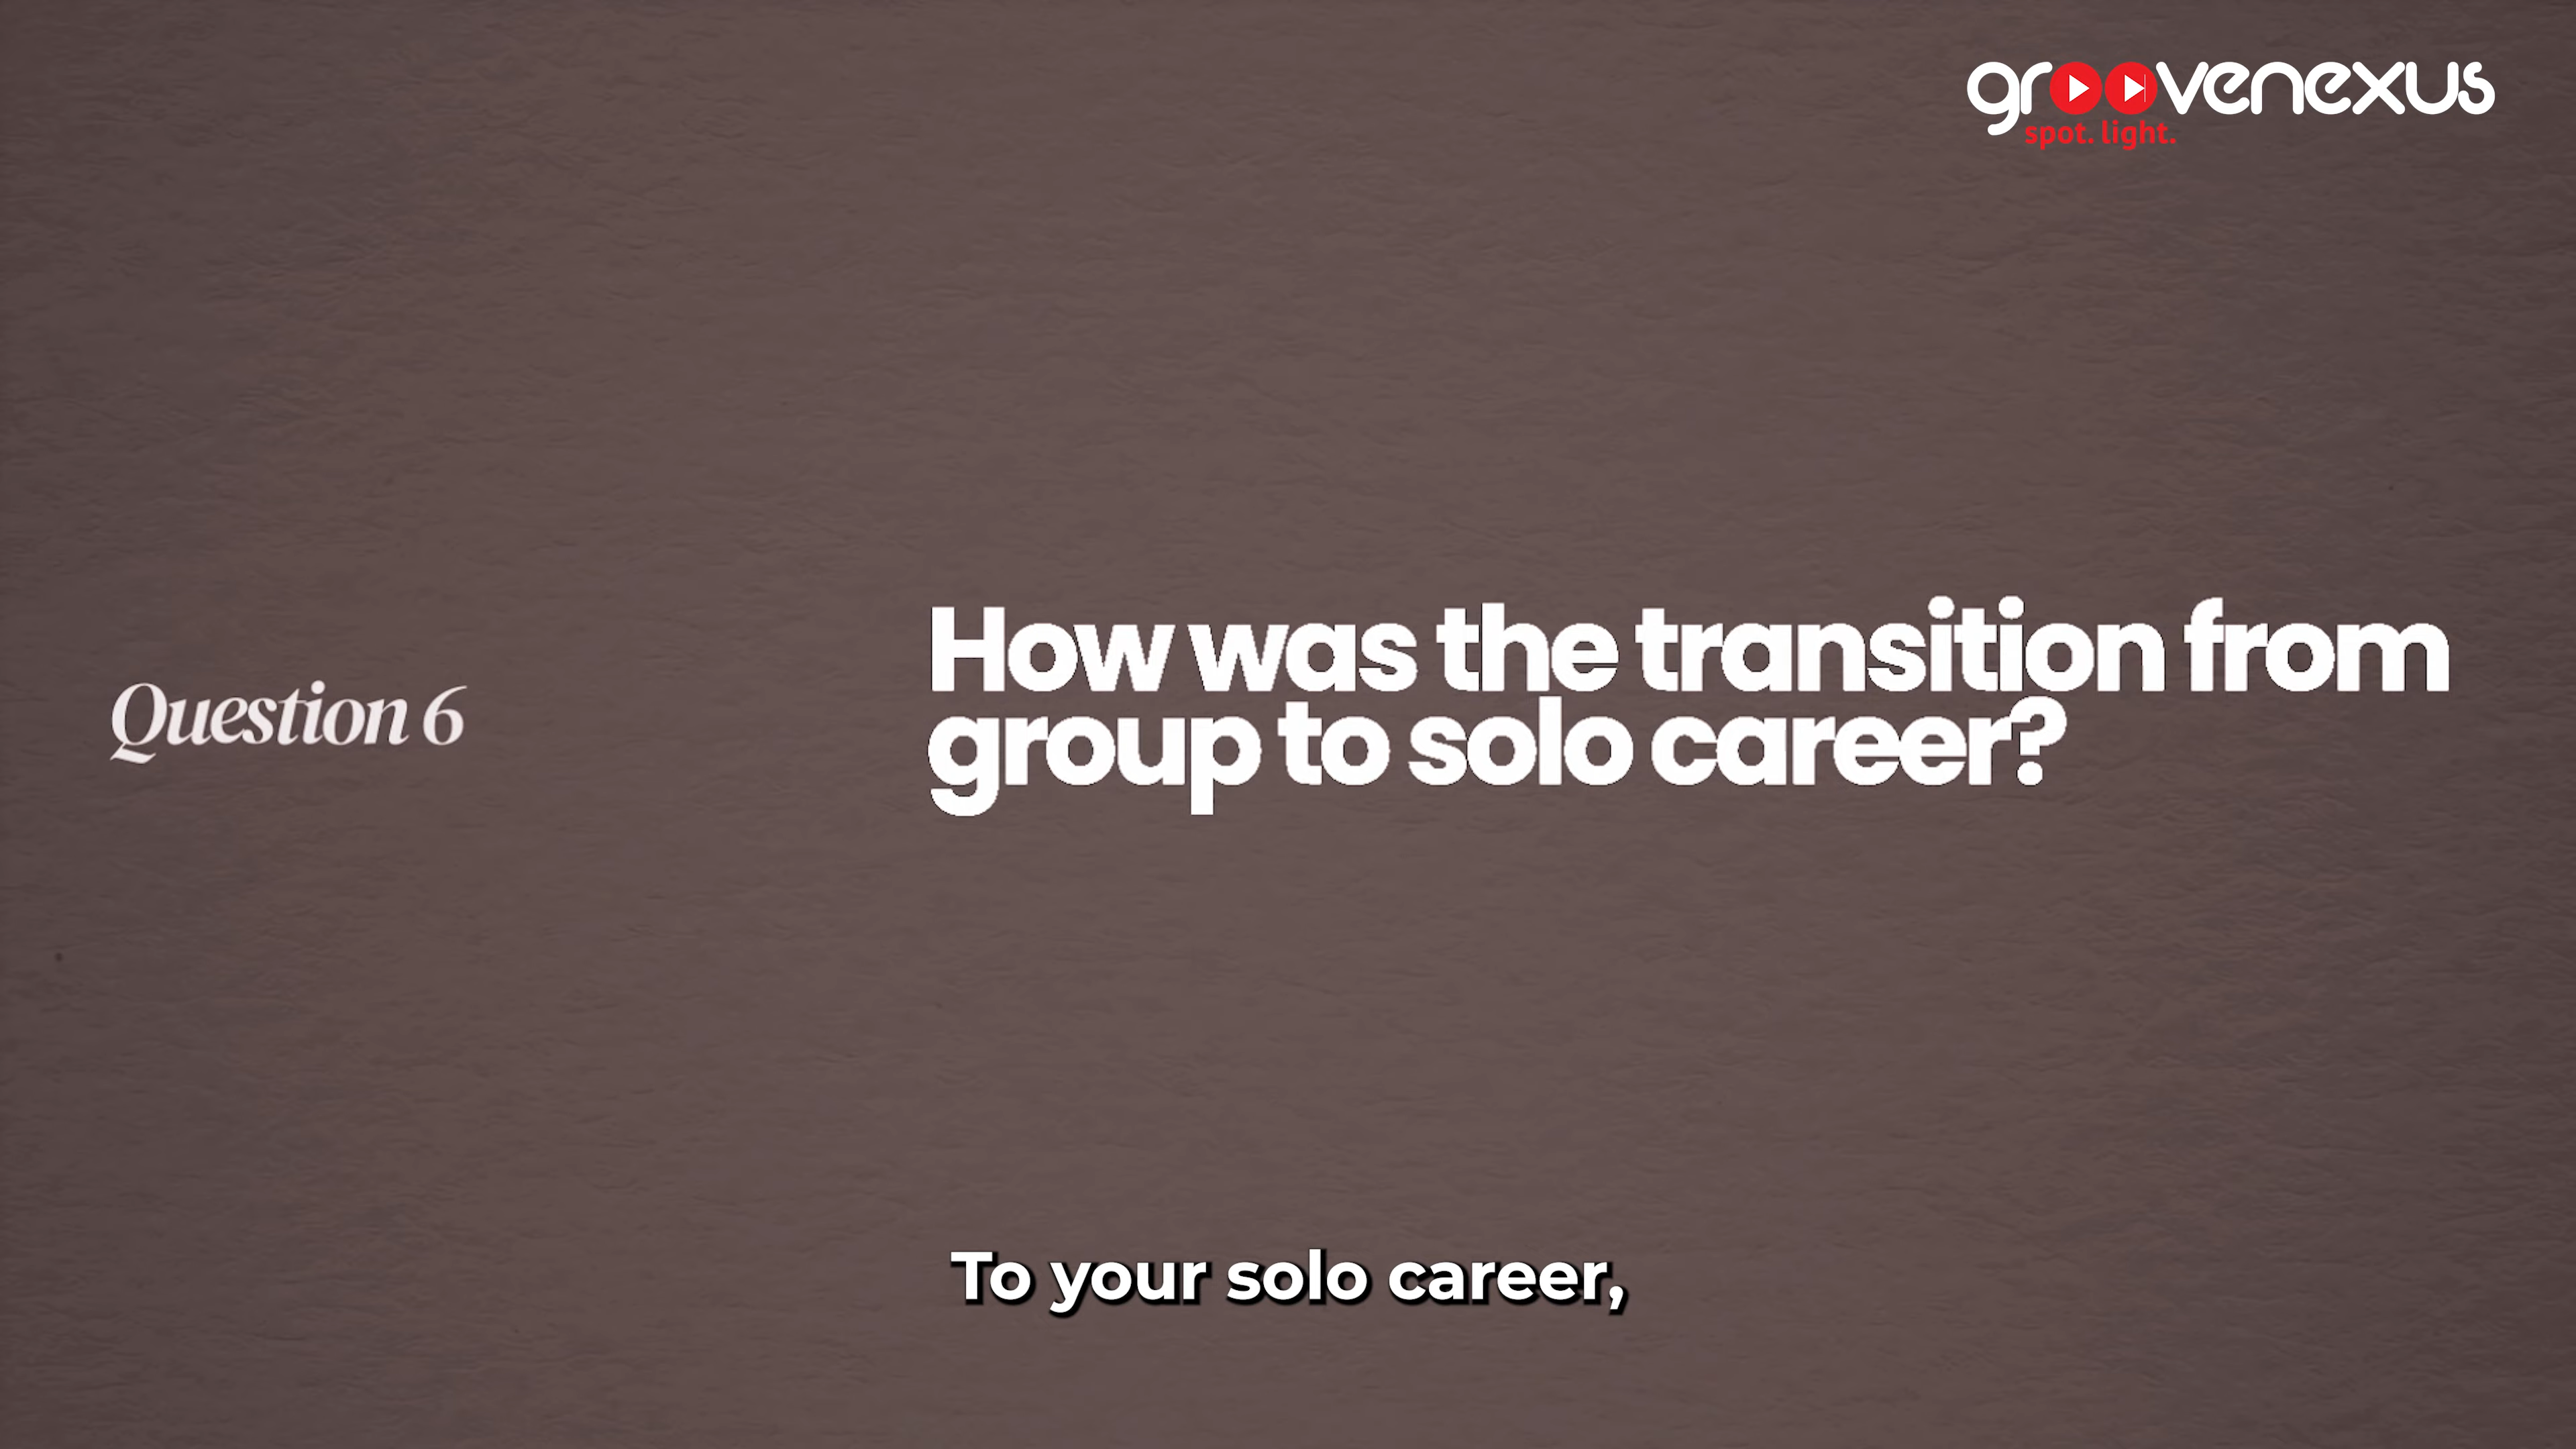 groovenexus
spot. light.
Question 6
How was the transition from
group to solo career?
To your solo career,